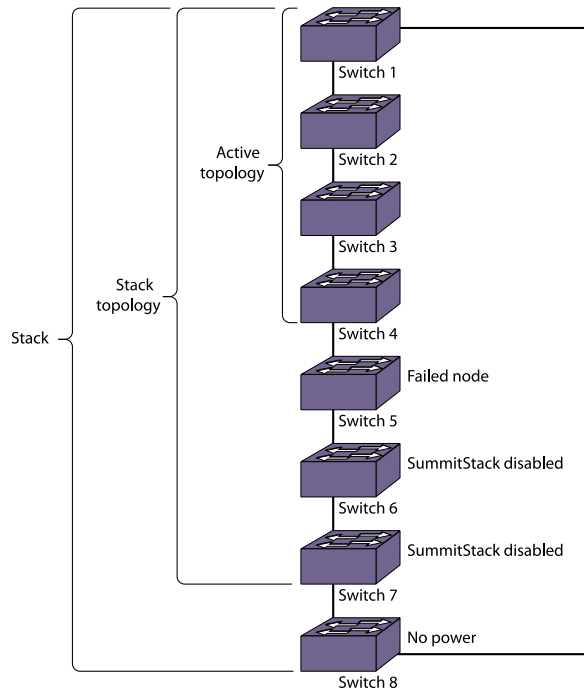 Switch 1
Switch 2
Active
topology
Switch 3
Stack
topology
Switch 4
Stack
Failed node
Switch 5
SummitStack disabled
Switch 6
SummitStack disabled
Switch 7
No power
Switch 8